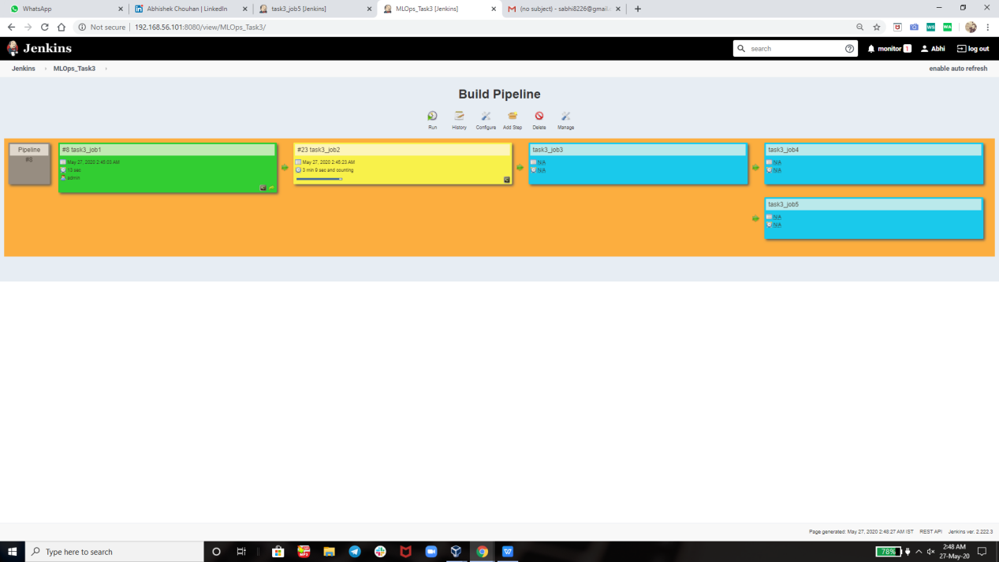 WhatsApp
Abhishek Chouhan | LinkedIn
task3_job5 [Jenkins]
MLOps_Task3 [Jenkins]
(no subject) - sabhi8226@gmail.
Not secure | 192.168.56.101:8080/view/MLOps_Task3/
Jenkins
search
monitor 1
Abhi
log out
Jenkins
MLOps_Task3
enable auto refresh
Build Pipeline
Run
History
Configure
Add Step
Delete
Manage
Pipeline
#8
#8 task3_job1
May 27, 2020 2:45:03 AM
13 sec
admin
#23 task3_job2
May 27, 2020 2:45:23 AM
3 min 9 sec and counting
task3_job3
N/A
N/A
task3_job4
N/A
N/A
task3_job5
N/A
N/A
Page generated: May 27, 2020 2:48:27 AM IST
REST API
Jenkins ver. 2.222.3
Type here to search
78%
2:48 AM
27-May-20